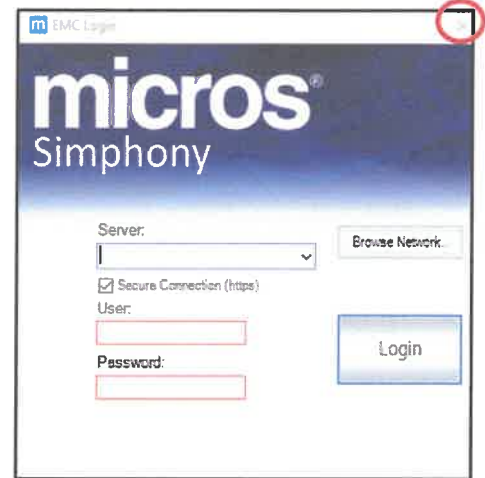 m EMC Login
micros®
Simphony
Server:
Browse Network...
Secure Connection (https)
User:
Login
Password: